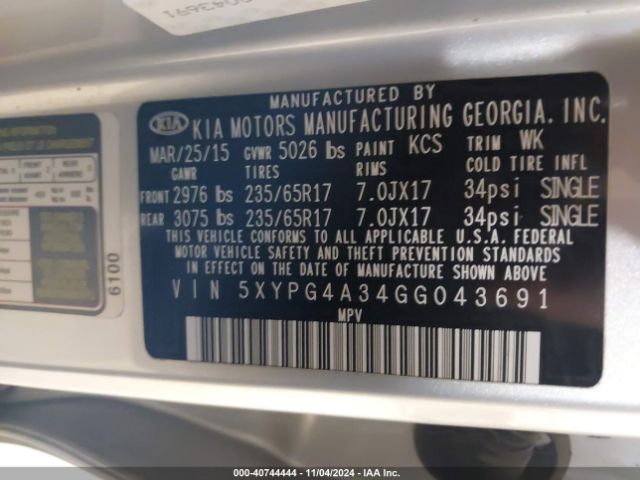 043691
MANUFACTURED BY
KIA KIA MOTORS MANUFACTURING GEORGIA. INC.
MAR/25/15 GVWR 5026 lbs PAINT KCS TRIM WK
GAWR TIRES RIMS COLD TIRE INFL
FRONT 2976 lbs 235/65R17 7.0JX17 34psi SINGLE
REAR 3075 lbs 235/65R17 7.0JX17 34psi SINGLE
THIS VEHICLE CONFORMS TO ALL APPLICABLE U.S.A. FEDERAL
MOTOR VEHICLE SAFETY AND THEFT PREVENTION STANDARDS
IN EFFECT ON THE DATE OF MANUFACTURE SHOWN ABOVE
VIN 5XYPG4A34GG043691
MPV
6100
000-40744444 - 11/04/2024 - IAA Inc.